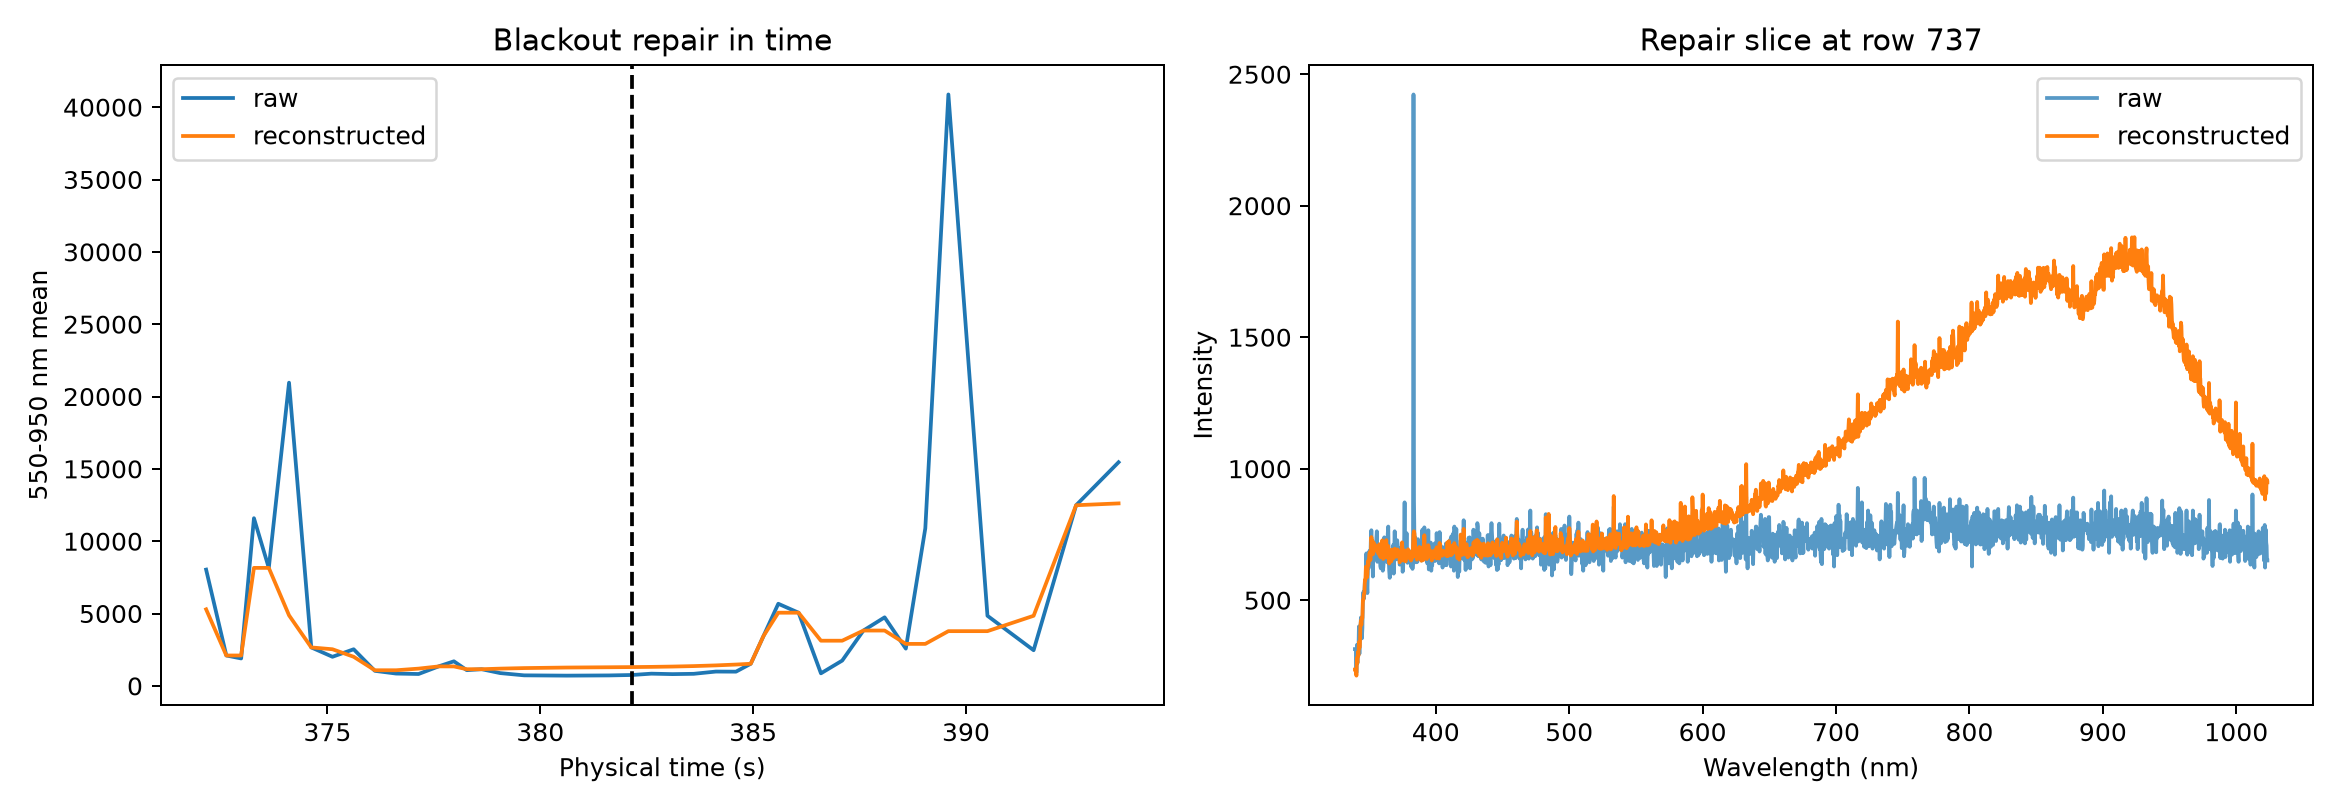 Blackout repair in time
raw
reconstructed
40000
35000
30000
25000
20000
15000
10000
5000
0
550-950 nm mean
375
380
385
390
Physical time (s)
Repair slice at row 737
raw
reconstructed
2500
2000
1500
1000
500
Intensity
400
500
600
700
800
900
1000
Wavelength (nm)